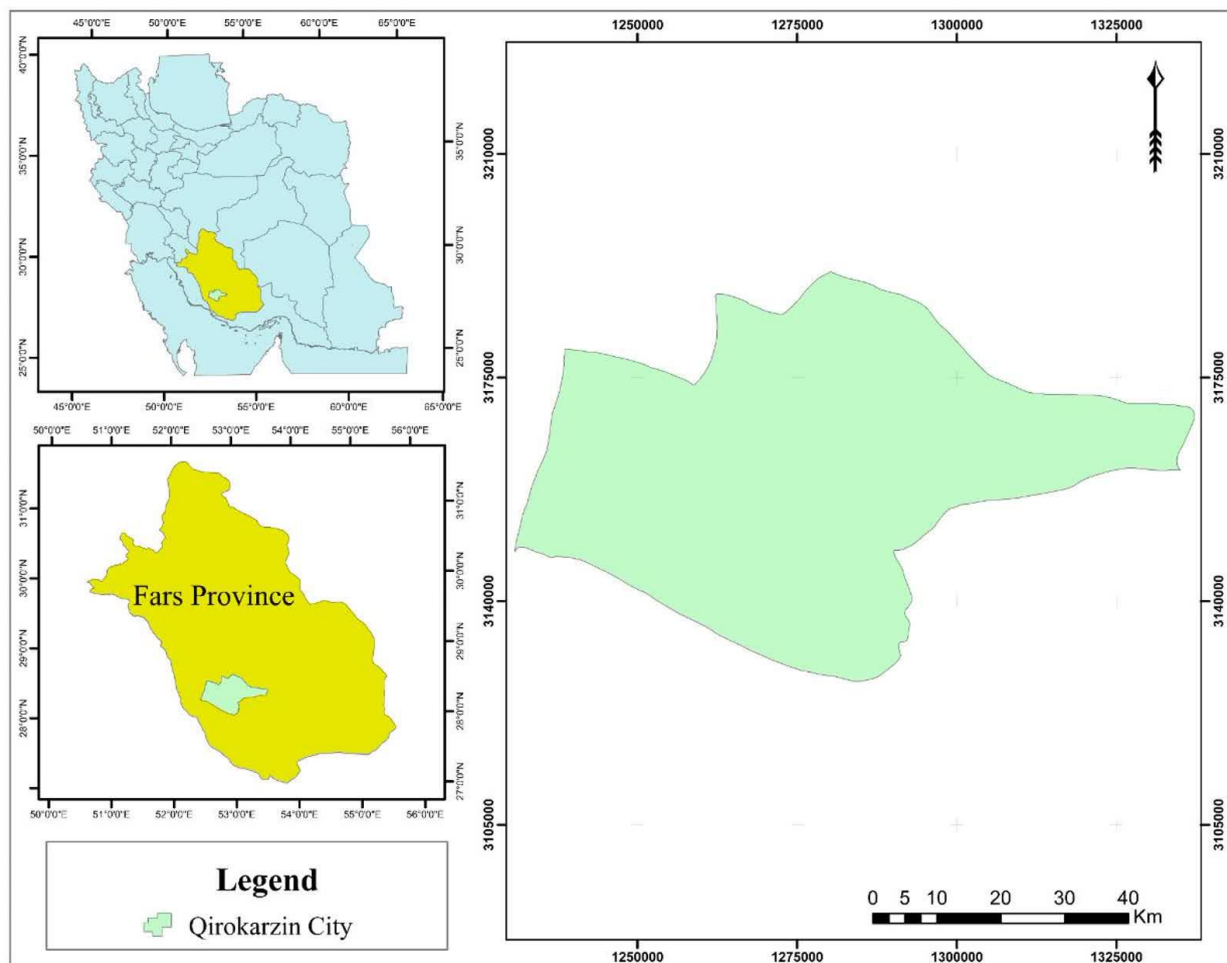 45°0'0"E 50°0'0"E 55°0'0"E 60°0'0"E 65°0'0"E
40°0'0"N
35°0'0"N 35°0'0"N
30°0'0"N 30°0'0"N
25°0'0"N 25°0'0"N
45°0'0"E 50°0'0"E 55°0'0"E 60°0'0"E 65°0'0"E
50°0'0"E 51°0'0"E 52°0'0"E 53°0'0"E 54°0'0"E 55°0'0"E 56°0'0"E
31°0'0"N 31°0'0"N
30°0'0"N 30°0'0"N
Fars Province
29°0'0"N 29°0'0"N
28°0'0"N 28°0'0"N
27°0'0"N
50°0'0"E 51°0'0"E 52°0'0"E 53°0'0"E 54°0'0"E 55°0'0"E 56°0'0"E
Legend
Qirokarzin City
1250000 1275000 1300000 1325000
3210000 3210000
3175000 3175000
3140000 3140000
3105000 3105000
0 5 10 20 30 40
Km
1250000 1275000 1300000 1325000